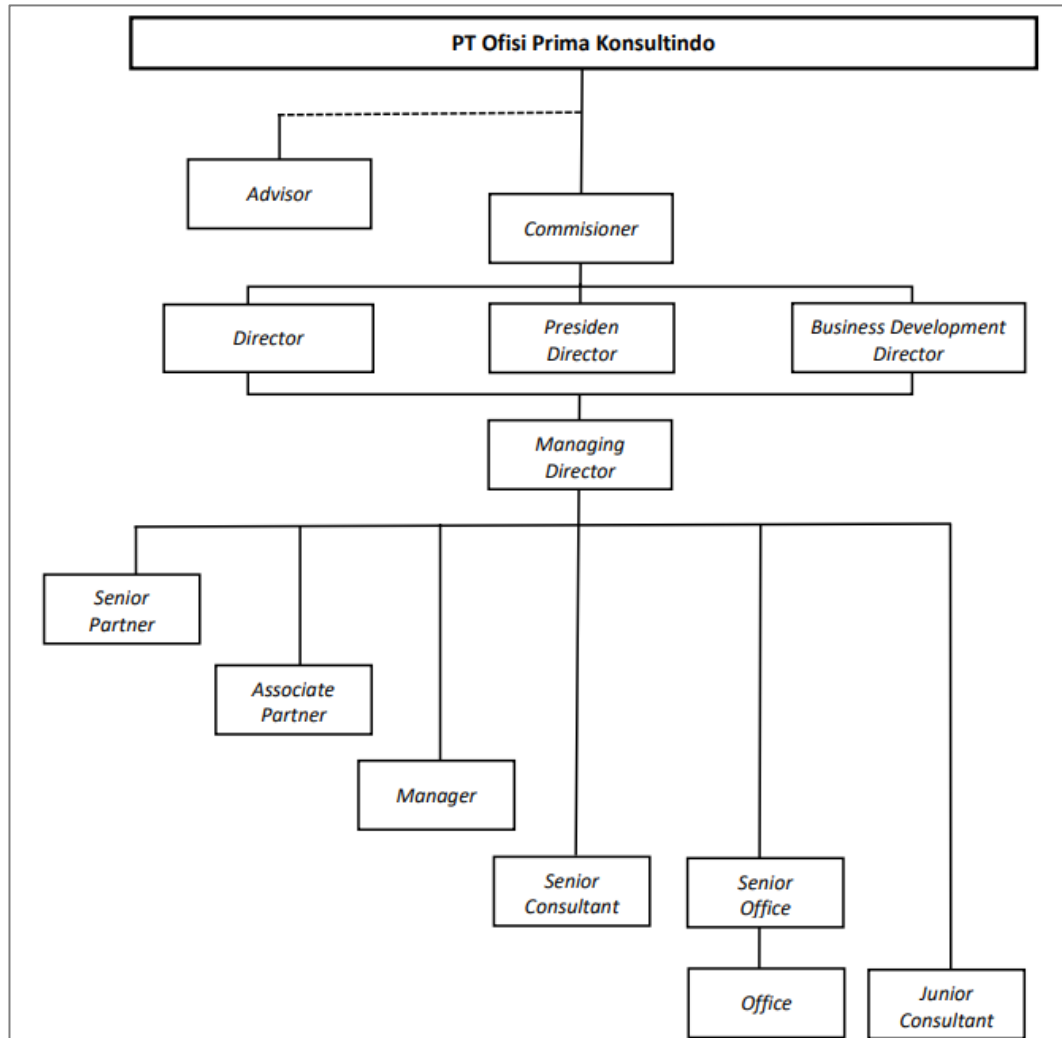 PT Ofisi Prima Konsultindo
Advisor
Commisioner
Director
Presiden
Director
Business Development
Director
Managing
Director
Senior
Partner
Associate
Partner
Manager
Senior
Consultant
Senior
Office
Office
Junior
Consultant